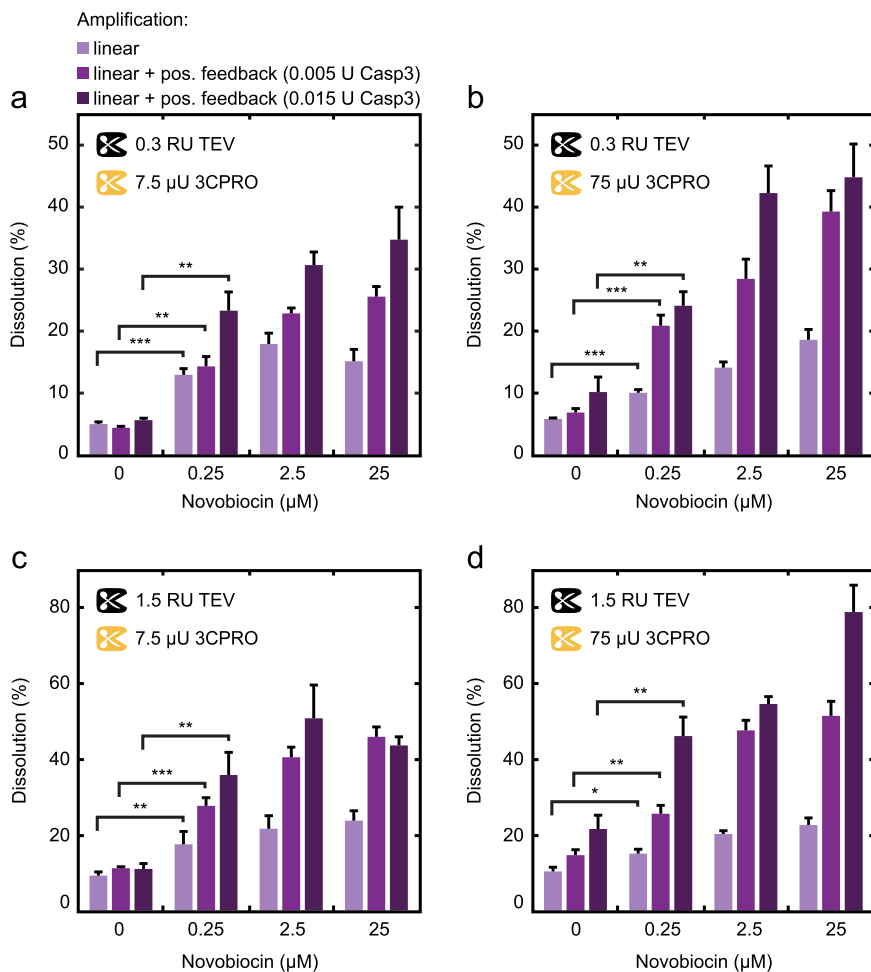 Amplification:
linear
linear + pos. feedback (0.005 U Casp3)
linear + pos. feedback (0.015 U Casp3)
a
0.3 RU TEV
7.5 µU 3CPRO
Dissolution (%)
50
40
30
20
10
0
***
**
**
0
0.25
2.5
25
Novobiocin (µM)
b
0.3 RU TEV
75 µU 3CPRO
Dissolution (%)
50
40
30
20
10
0
***
***
**
0
0.25
2.5
25
Novobiocin (µM)
c
1.5 RU TEV
7.5 µU 3CPRO
Dissolution (%)
80
60
40
20
0
**
***
**
0
0.25
2.5
25
Novobiocin (µM)
d
1.5 RU TEV
75 µU 3CPRO
Dissolution (%)
80
60
40
20
0
*
**
**
0
0.25
2.5
25
Novobiocin (µM)